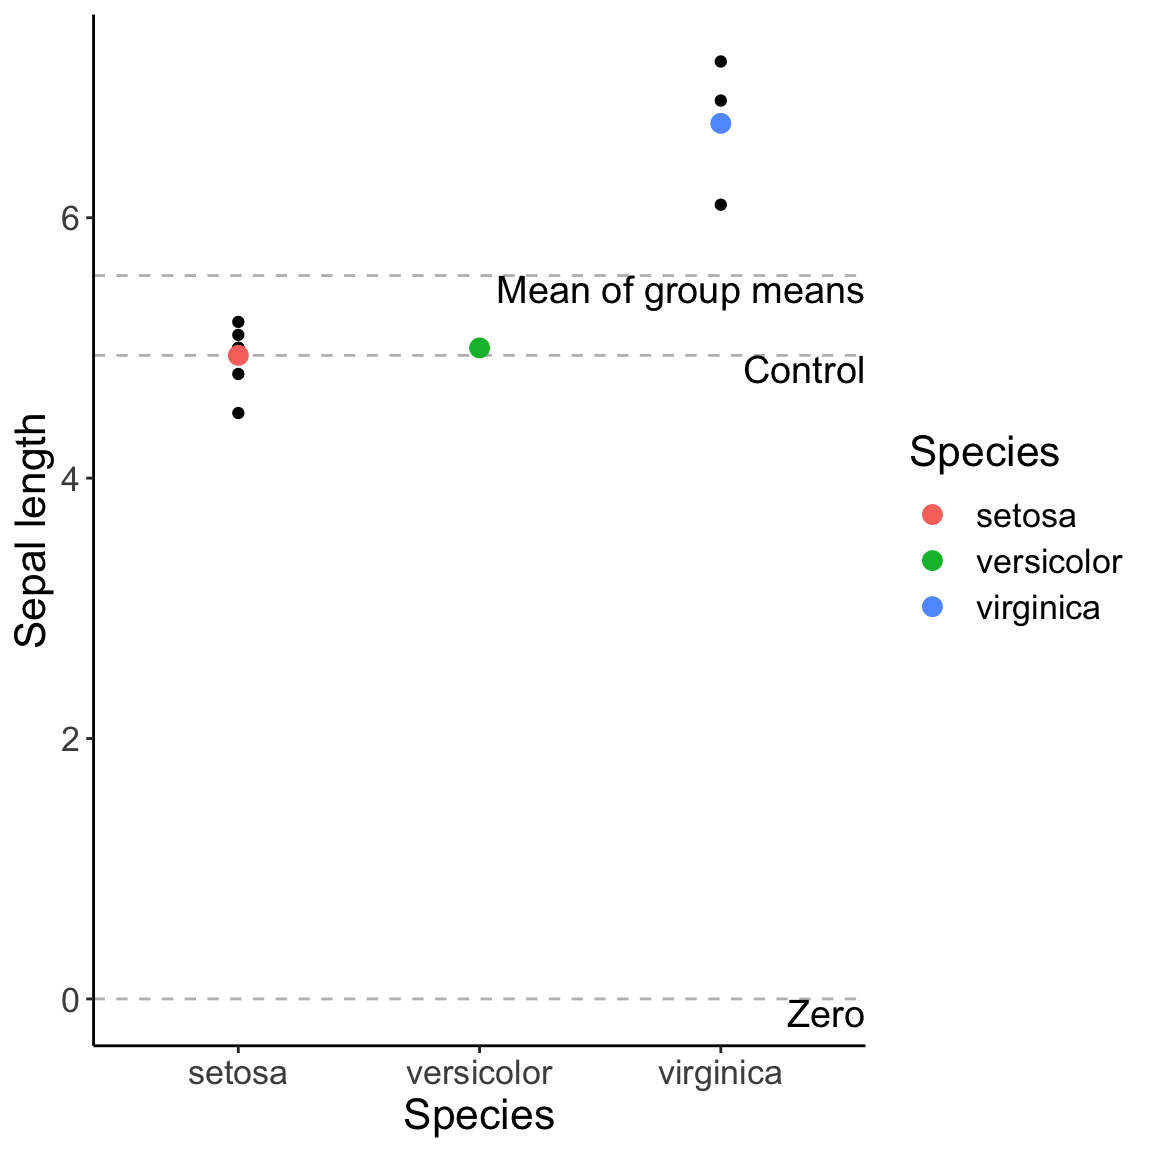 6
Mean of group means
Control
4
2
0
Zero
Sepal length
setosa
versicolor
virginica
Species
Species
setosa
versicolor
virginica